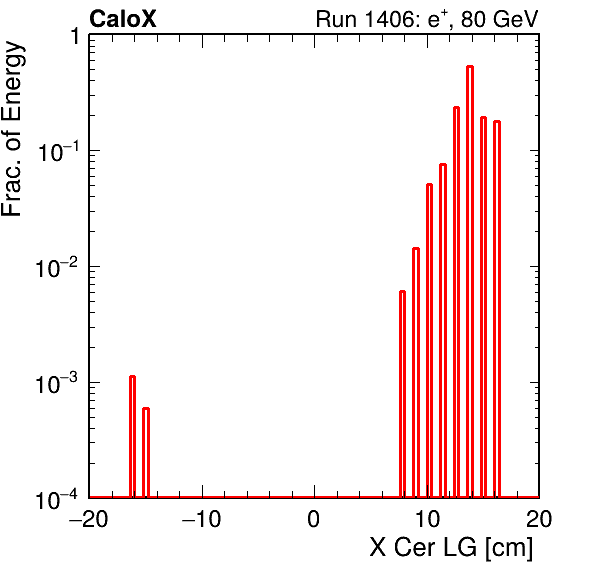 CaloX Run 1406: e⁺, 80 GeV
Frac. of Energy
1
10⁻¹
10⁻²
10⁻³
10⁻⁴
−20 −10 0 10 20
X Cer LG [cm]